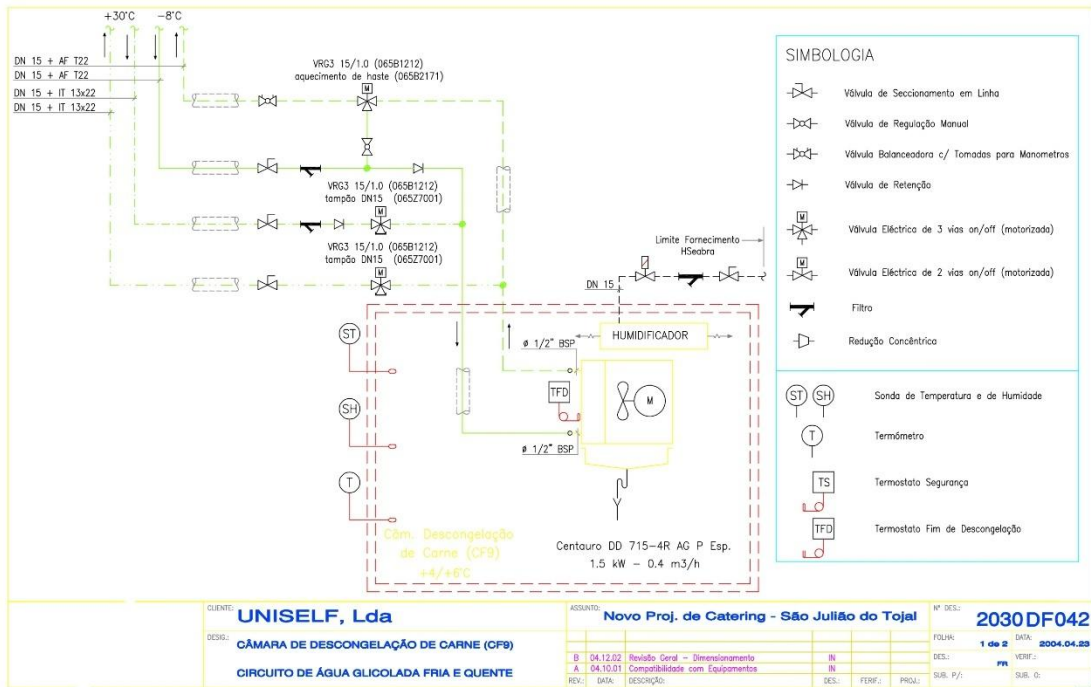 +30°C
-8°C
DN 15 + AF T22
DN 15 + AF T22
DN 15 + IT 13x22
DN 15 + IT 13x22
VRG3 15/1.0 (065B1212)
aquecimento de haste (065B2171)
M
VRG3 15/1.0 (065B1212)
tampão DN15 (065Z7001)
M
VRG3 15/1.0 (065B1212)
tampão DN15 (065Z7001)
M
Limite Fornecimento
HSeabra
DN 15
HUMIDIFICADOR
ø 1/2" BSP
ST
TFD
M
SH
ø 1/2" BSP
T
Câm. Descongelação
de Carne (CF9)
+4/+6°C
Centauro DD 715-4R AG P Esp.
1.5 kW - 0.4 m3/h
SIMBOLOGIA
Válvula de Seccionamento em Linha
Válvula de Regulação Manual
Válvula Balanceadora c/ Tomadas para Manometros
Válvula de Retenção
M
Válvula Eléctrica de 3 vias on/off (motorizada)
M
Válvula Eléctrica de 2 vias on/off (motorizada)
Filtro
Redução Concêntrica
ST SH Sonda de Temperatura e de Humidade
T Termómetro
TS Termostato Segurança
TFD Termostato Fim de Descongelação
CLIENTE: UNISELF, Lda
DESIG.: CÂMARA DE DESCONGELAÇÃO DE CARNE (CF9)
CIRCUITO DE ÁGUA GLICOLADA FRIA E QUENTE
ASSUNTO: Novo Proj. de Catering - São Julião do Tojal
B 04.12.02 Revisão Geral - Dimensionamento IN
A 04.10.01 Compatibilidade com Equipamentos IN
REV.: DATA: DESCRIÇÃO: DES.: FERIF.: PROJ.:
Nº DES.: 2030DF042
FOLHA: 1 de 2 DATA: 2004.04.23
DES.: FR VERIF.:
SUB. P/: SUB. O: